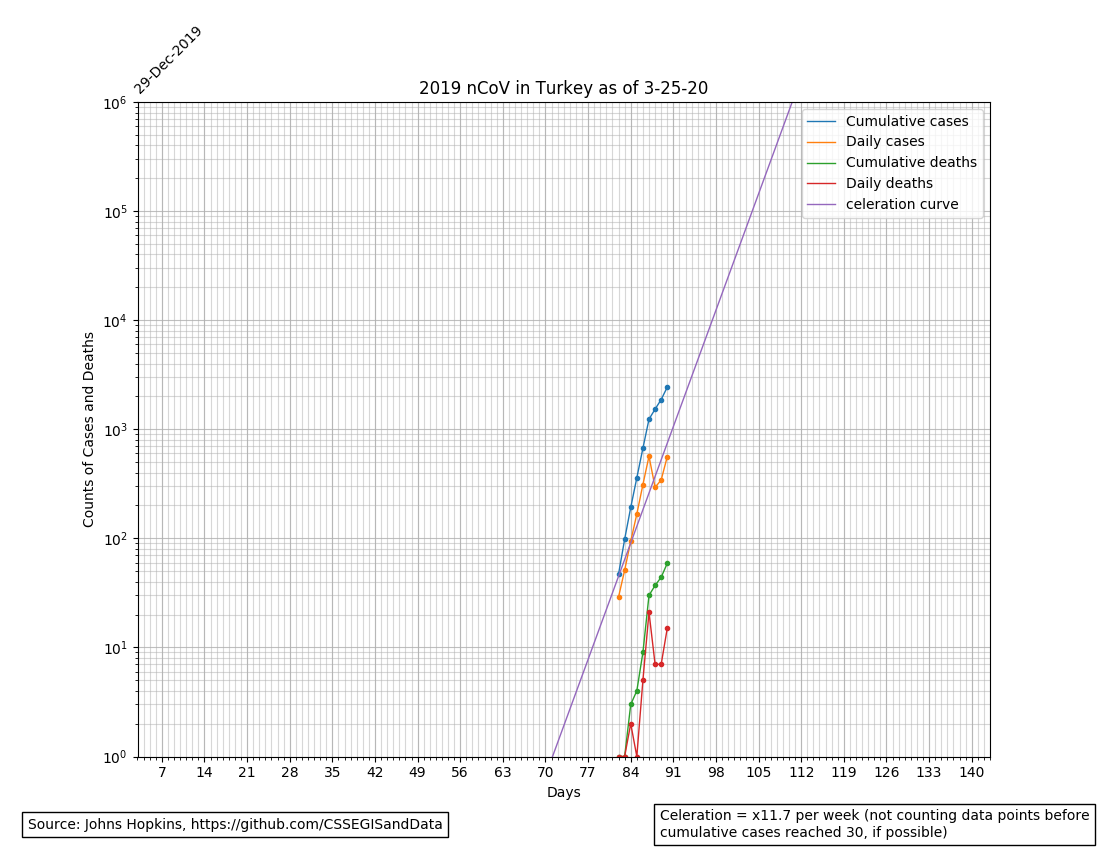 29-Dec-2019
2019 nCoV in Turkey as of 3-25-20
10^6
10^5
10^4
10^3
10^2
10^1
10^0
Counts of Cases and Deaths
Cumulative cases
Daily cases
Cumulative deaths
Daily deaths
celeration curve
7 14 21 28 35 42 49 56 63 70 77 84 91 98 105 112 119 126 133 140
Days
Source: Johns Hopkins, https://github.com/CSSEGISandData
Celeration = x11.7 per week (not counting data points before
cumulative cases reached 30, if possible)